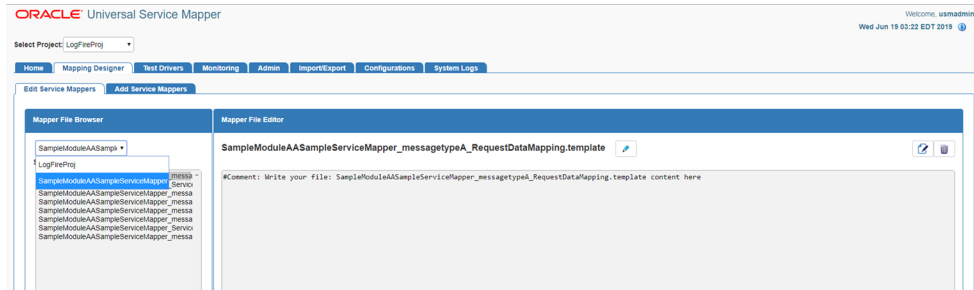 ORACLE® Universal Service Mapper
Welcome, usmadmin
Wed Jun 19 03:22 EDT 2019
Select Project: LogFireProj
Home Mapping Designer Test Drivers Monitoring Admin Import/Export Configurations System Logs
Edit Service Mappers Add Service Mappers
Mapper File Browser
Mapper File Editor
SampleModuleAASampl
SampleModuleAASampleServiceMapper_messagetypeA_RequestDataMapping.template
LogFireProj
SampleModuleAASampleServiceMapper
_messa
_Servic
SampleModuleAASampleServiceMapper_messa
SampleModuleAASampleServiceMapper_messa
SampleModuleAASampleServiceMapper_messa
SampleModuleAASampleServiceMapper_messa
SampleModuleAASampleServiceMapper_messa
SampleModuleAASampleServiceMapper_Servic
SampleModuleAASampleServiceMapper_messa
#Comment: Write your file: SampleModuleAASampleServiceMapper_messagetypeA_RequestDataMapping.template content here